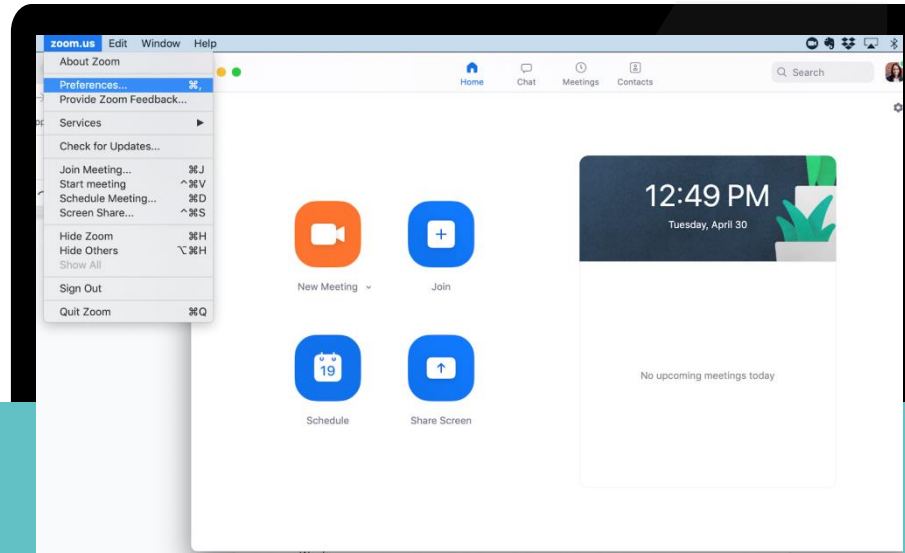 zoom.us Edit Window Help
About Zoom
Preferences... ⌘,
Provide Zoom Feedback...
Services ▶
Check for Updates...
Join Meeting... ⌘J
Start meeting ^⌘V
Schedule Meeting... ⌘D
Screen Share... ^⌘S
Hide Zoom ⌘H
Hide Others ⌥⌘H
Show All
Sign Out
Quit Zoom ⌘Q
Home Chat Meetings Contacts
Search
New Meeting
Join
19
Schedule
Share Screen
12:49 PM
Tuesday, April 30
No upcoming meetings today